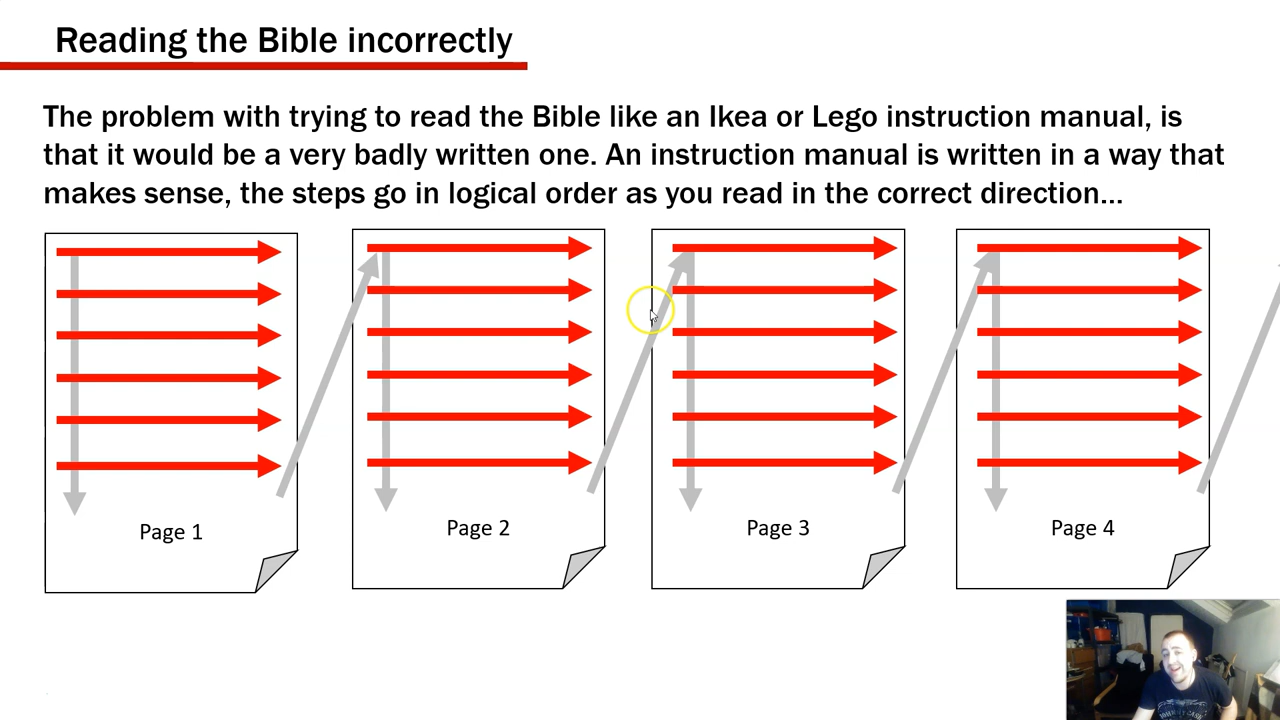 Reading the Bible incorrectly
The problem with trying to read the Bible like an Ikea or Lego instruction manual, is
that it would be a very badly written one. An instruction manual is written in a way that
makes sense, the steps go in logical order as you read in the correct direction...
Page 1
Page 2
Page 3
Page 4